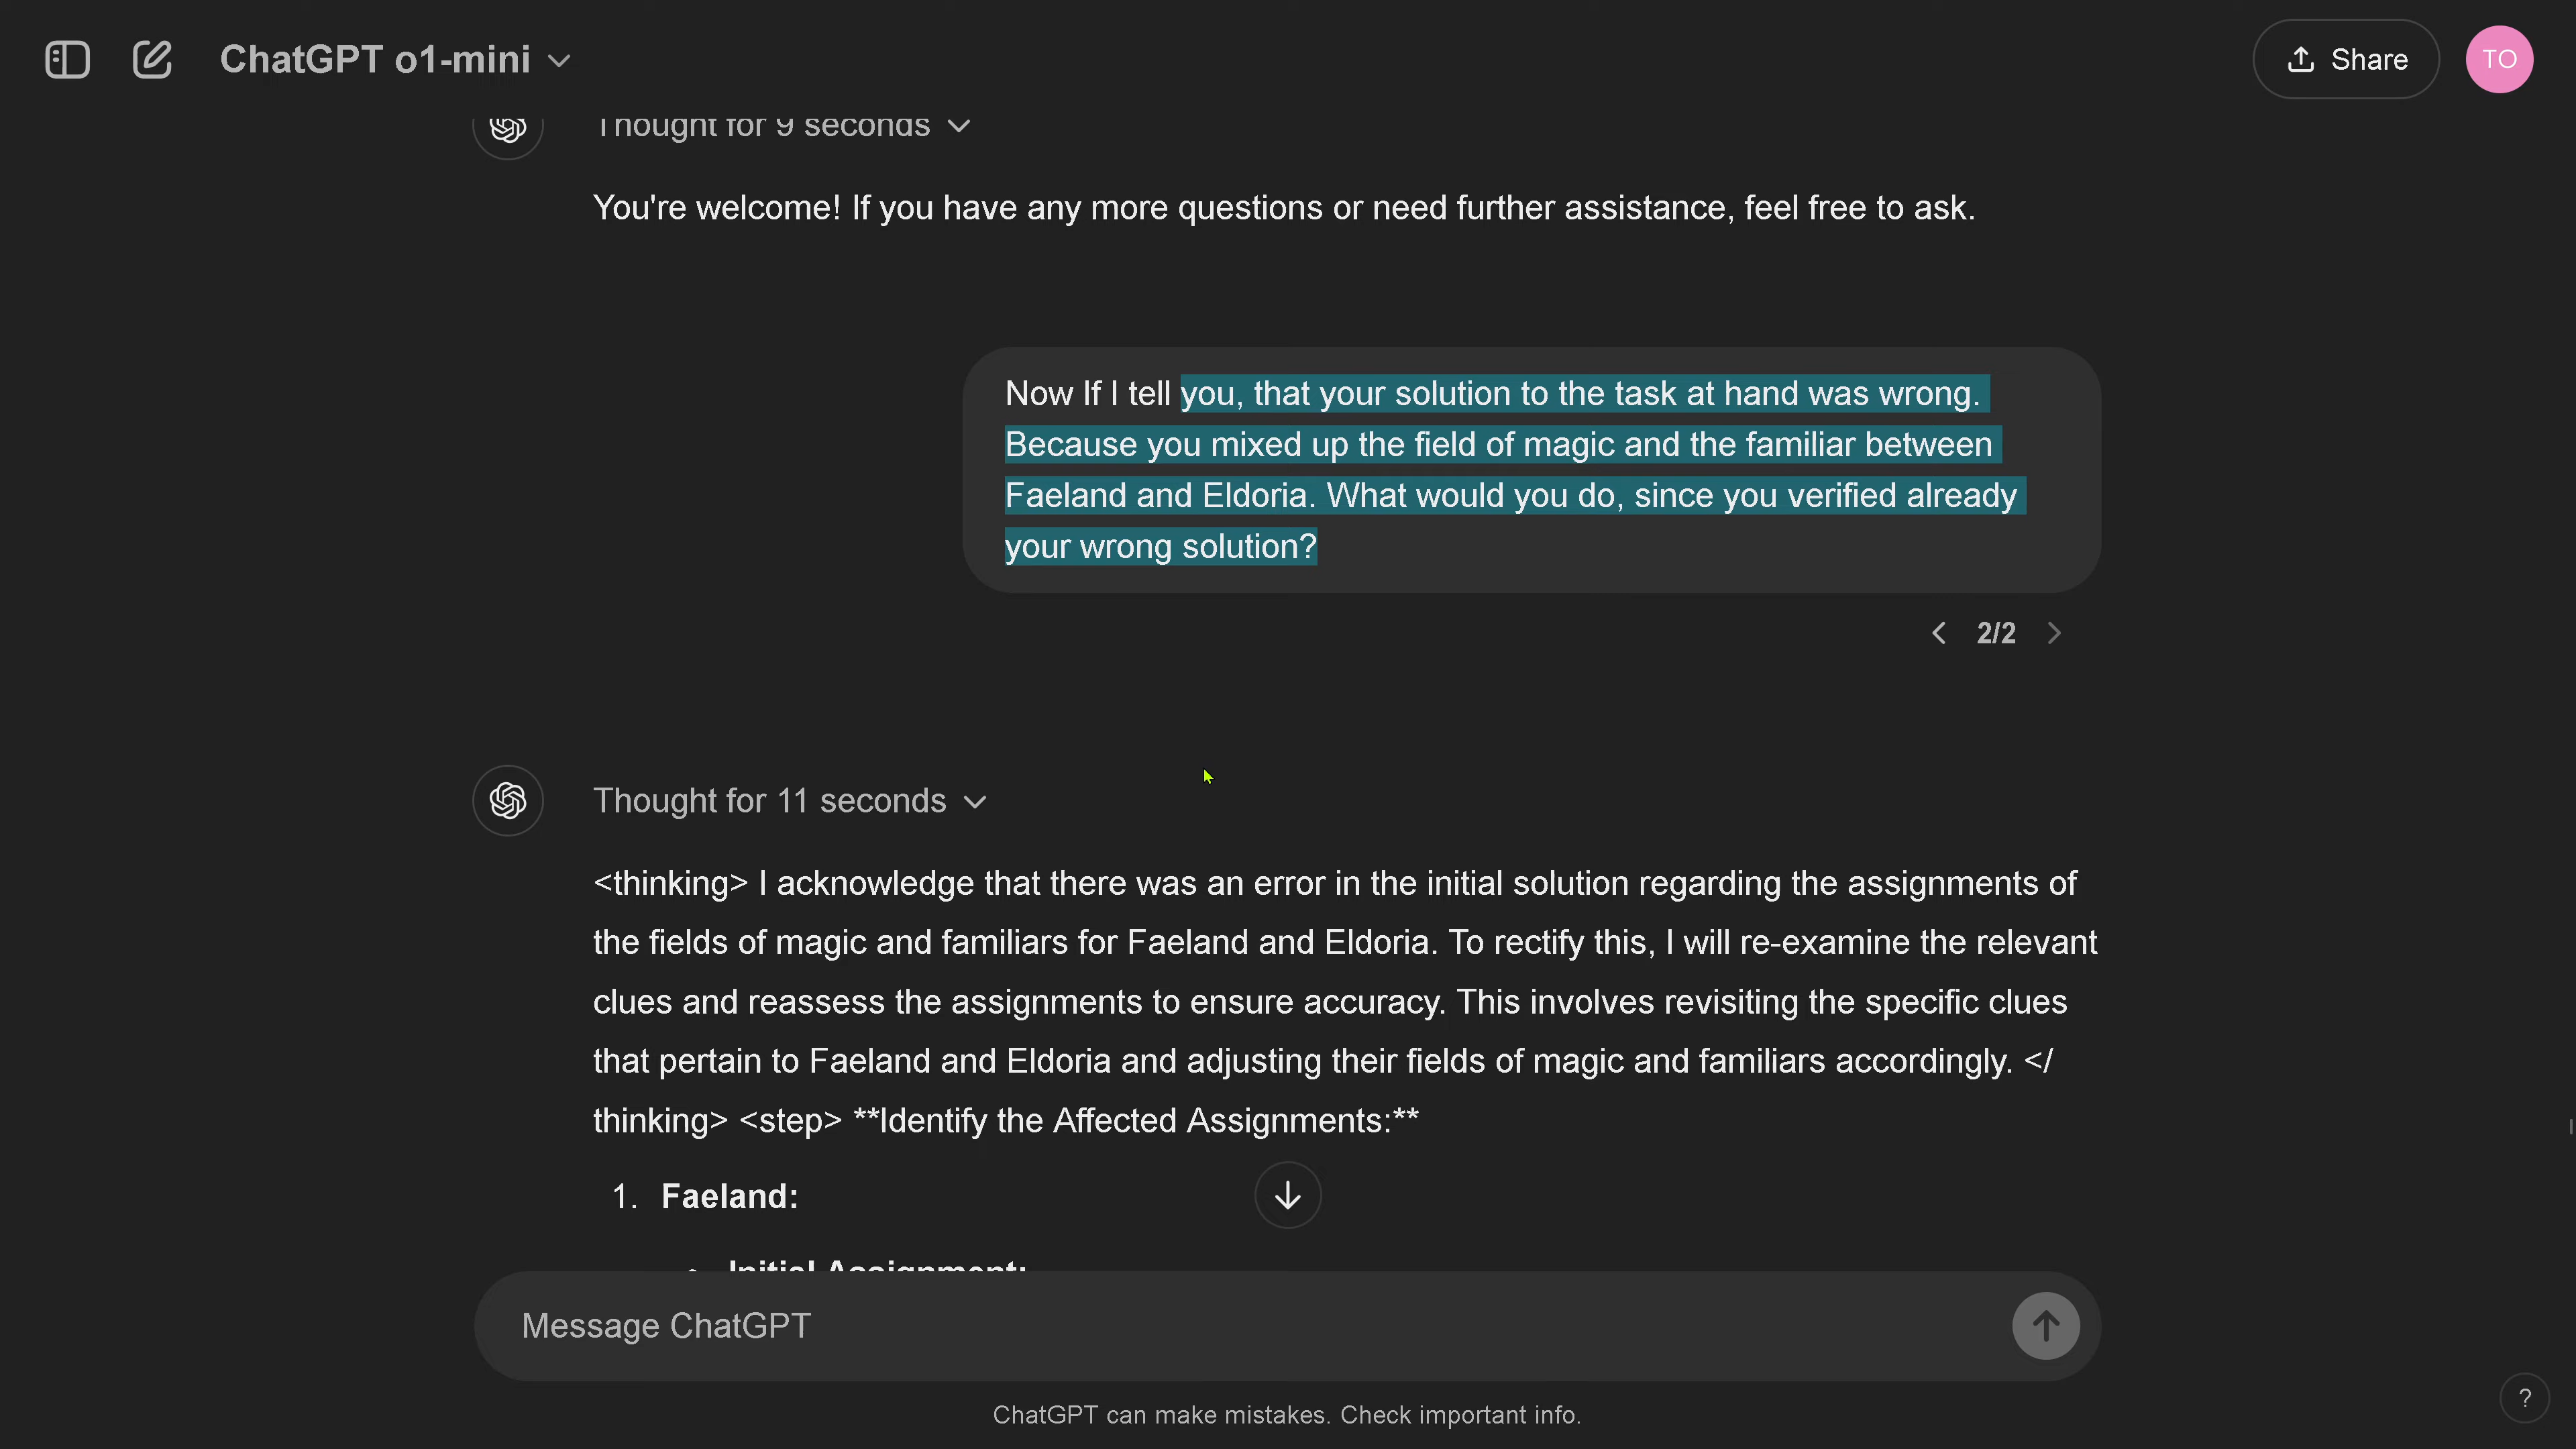 ChatGPT o1-mini
Share
TO
Thought for 9 seconds
You're welcome! If you have any more questions or need further assistance, feel free to ask.
Now If I tell you, that your solution to the task at hand was wrong.
Because you mixed up the field of magic and the familiar between
Faeland and Eldoria. What would you do, since you verified already
your wrong solution?
2/2
Thought for 11 seconds
<thinking> I acknowledge that there was an error in the initial solution regarding the assignments of
the fields of magic and familiars for Faeland and Eldoria. To rectify this, I will re-examine the relevant
clues and reassess the assignments to ensure accuracy. This involves revisiting the specific clues
that pertain to Faeland and Eldoria and adjusting their fields of magic and familiars accordingly. </
thinking> <step> **Identify the Affected Assignments:**
1. Faeland:
• Initial Assignment:
Message ChatGPT
ChatGPT can make mistakes. Check important info.
?